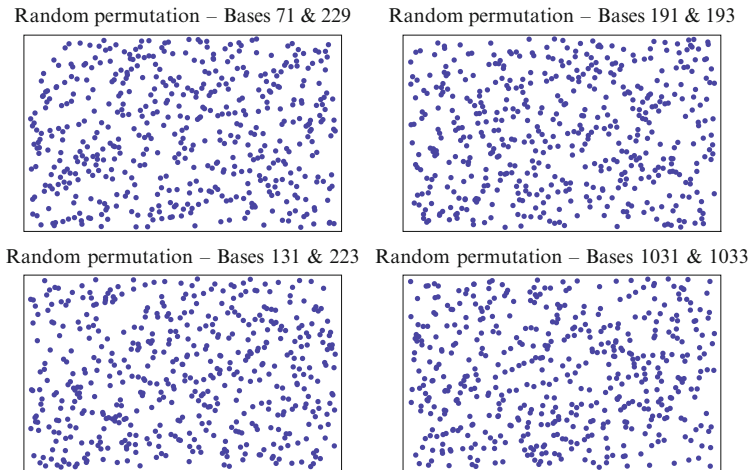 Random permutation – Bases 71 & 229
Random permutation – Bases 191 & 193
Random permutation – Bases 131 & 223
Random permutation – Bases 1031 & 1033